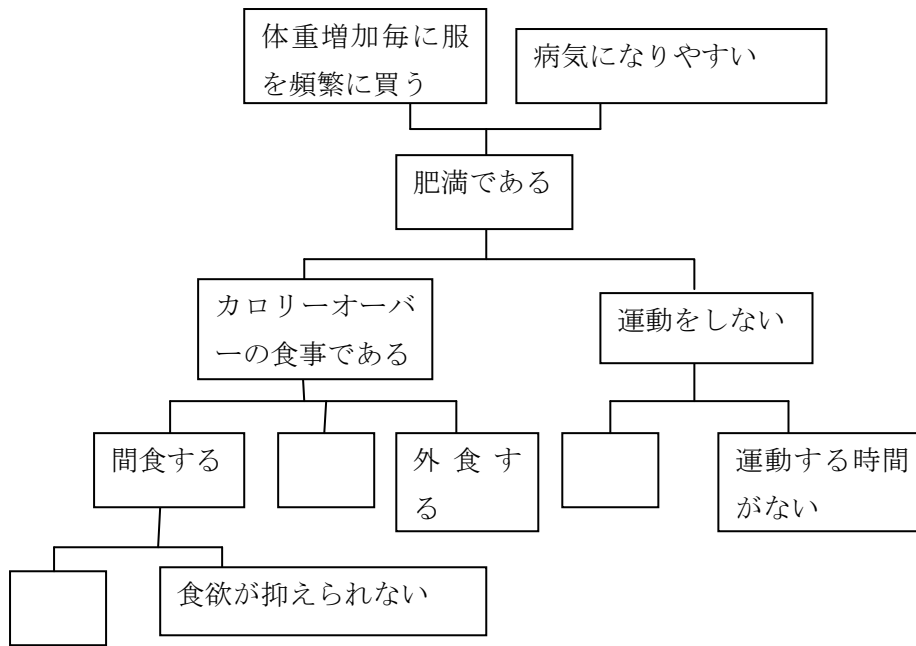 体重増加毎に服
を頻繁に買う
病気になりやすい
肥満である
カロリーオーバ
ーの食事である
運動をしない
間食する
外食す
る
運動する時間
がない
食欲が抑えられない